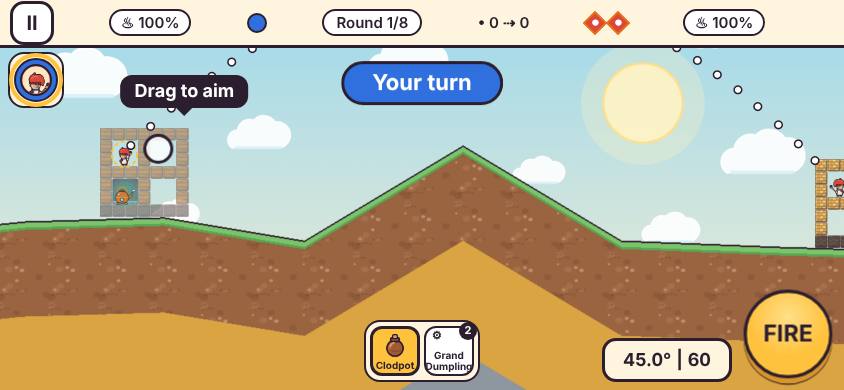 100%
Round 1/8
• 0 ⇢ 0
100%
Drag to aim
Your turn
Clodpot
2
Grand
Dumpling
45.0° | 60
FIRE